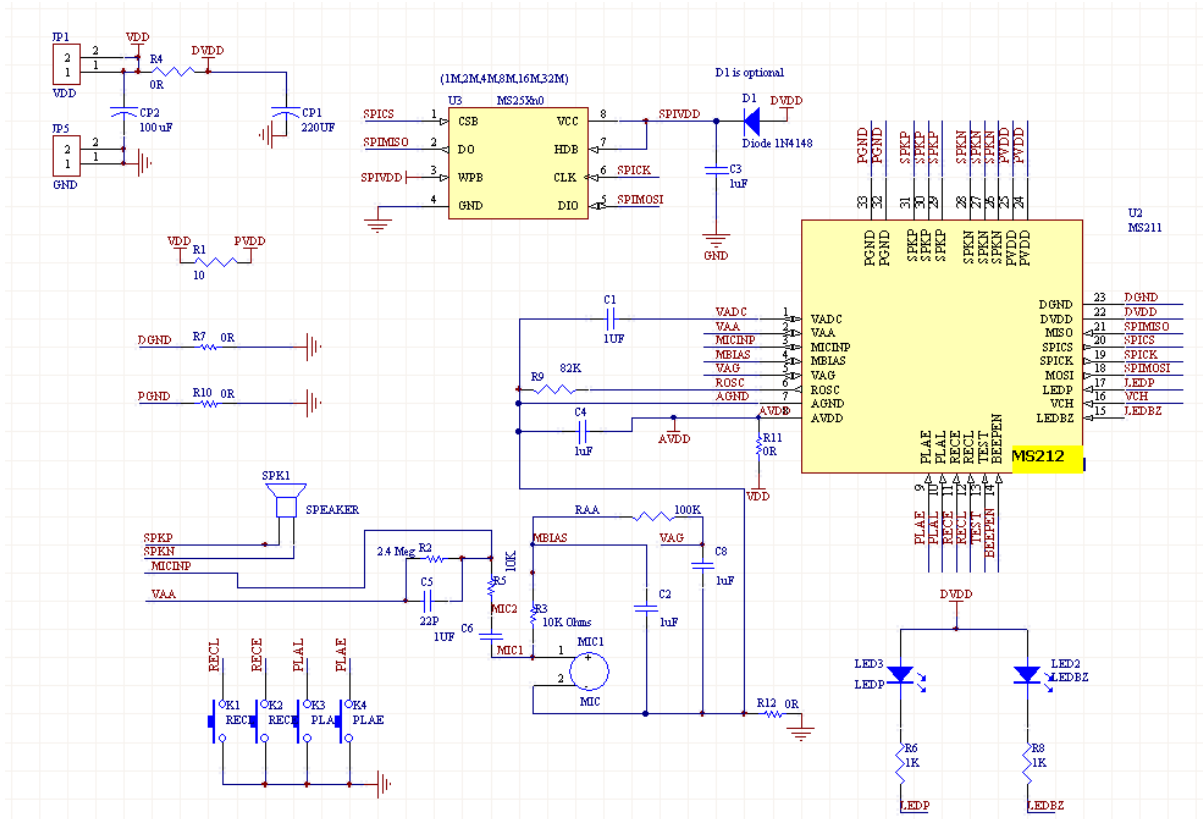 JP1
2
1
2
1
VDD
VDD
R4
0R
DVDD
CP2
100uF
CP1
220UF
JP5
2
1
2
1
GND
(1M,2M,4M,8M,16M,32M)
U3
MS25Xn0
SPICS
1
CSB
SPIMISO
2
DO
SPIVDD
3
WPB
4
GND
VCC
8
SPIVDD
HDB
7
CLK
6
SPICK
DIO
5
SPIMOSI
D1 is optional
D1
DVDD
Diode 1N4148
C3
1uF
GND
VDD
R1
10
PVDD
DGND
R7
0R
PGND
R10
0R
U2
MS211
PGND
PGND
SPKP
SPKP
SPKP
SPKN
SPKN
SPKN
PVDD
PVDD
33
32
31
30
29
28
27
26
25
24
PGND
PGND
SPKP
SPKP
SPKP
SPKN
SPKN
SPKN
PVDD
PVDD
VADC
1
VADC
VAA
2
VAA
MICINP
3
MICINP
MBIAS
4
MBIAS
VAG
5
VAG
ROSC
6
ROSC
AGND
7
AGND
AVDD
8
AVDD
DGND
23
DGND
DVDD
22
DVDD
MISO
21
SPIMISO
SPICS
20
SPICS
SPICK
19
SPICK
MOSI
18
SPIMOSI
LEDP
17
LEDP
VCH
16
VCH
LEDBZ
15
LEDBZ
PLAE
PLAL
RECE
RECL
TEST
BEEPEN
MS212
9
10
11
12
13
14
PLAE
PLAL
RECE
RECL
TEST
BEEPEN
C1
1UF
R9
82K
C4
1uF
AVDD
R11
0R
VDD
SPK1
SPEAKER
SPKP
SPKN
MICINP
VAA
2.4 Meg
R2
C5
22P
10K
R5
MIC2
1UF
C6
MIC1
RAA
100K
MBIAS
VAG
C8
1uF
C2
1uF
R3
10K Ohms
MIC1
1
+
2
-
MIC
R12
0R
RECL
RECE
PLAL
PLAE
K1
K2
K3
K4
PLAE
DVDD
LED3
LEDP
LED2
LEDBZ
R6
1K
R8
1K
LEDP
LEDBZ